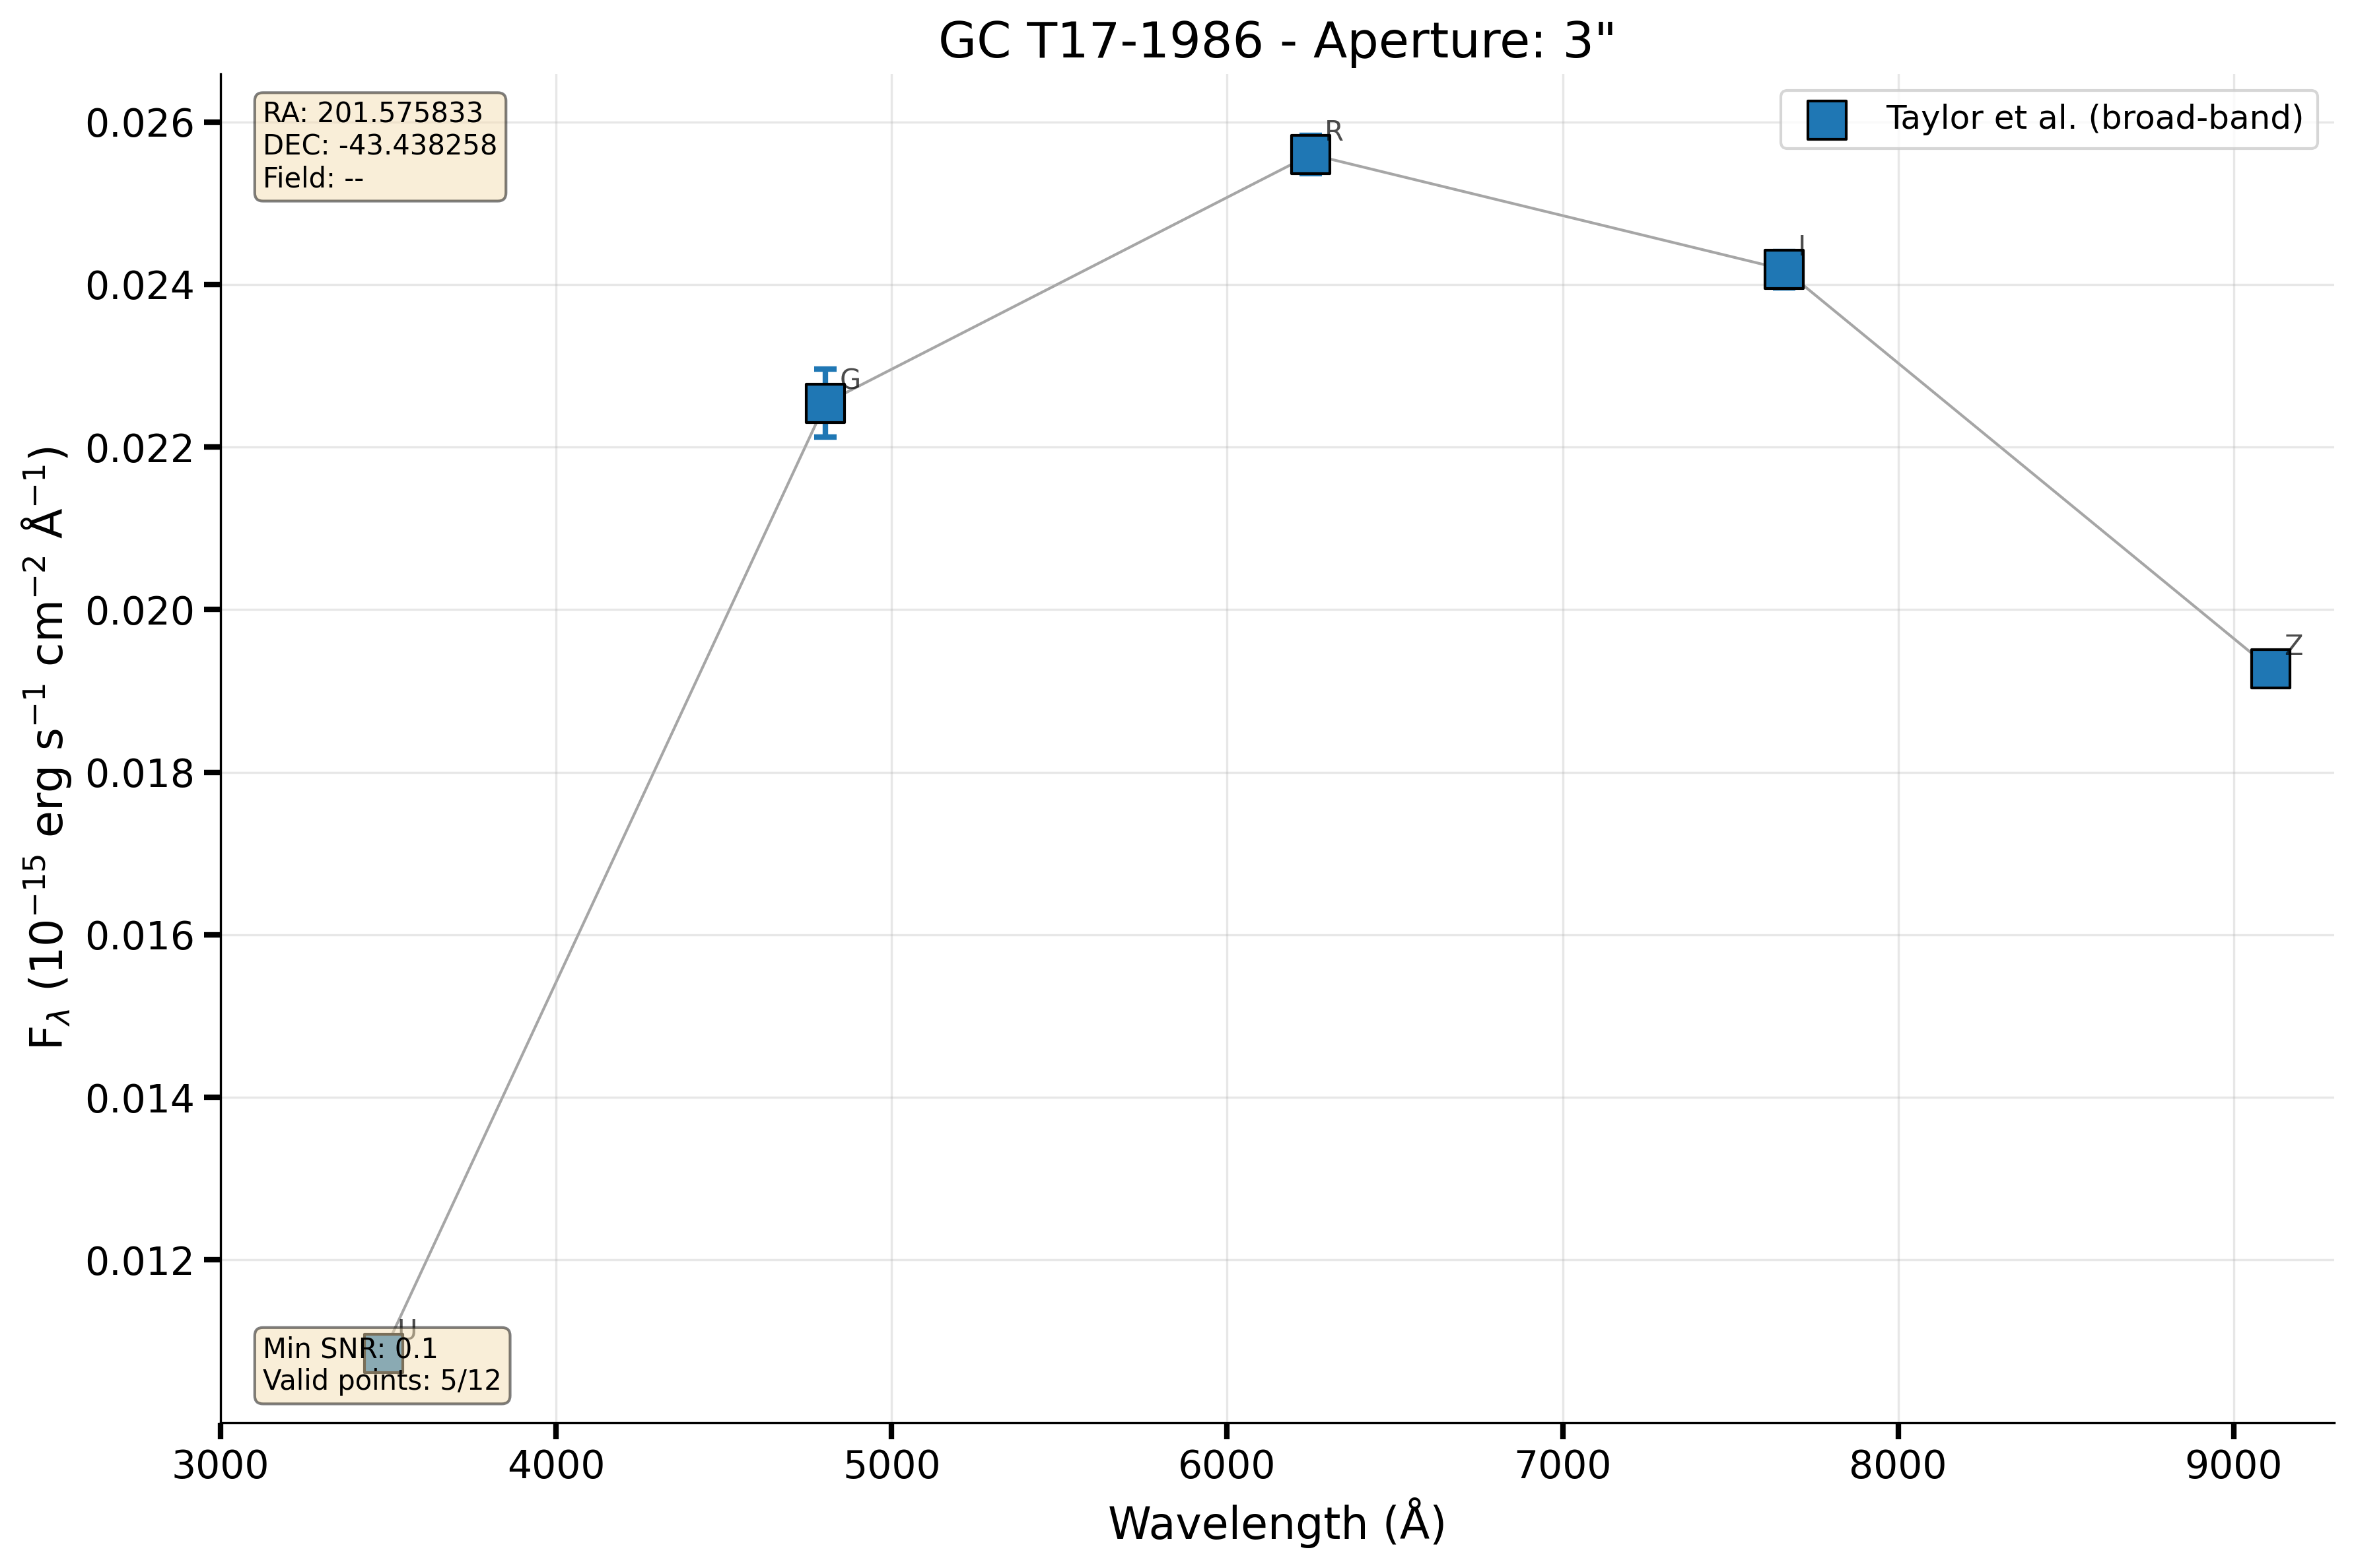 GC T17-1986 - Aperture: 3"
RA: 201.575833
DEC: -43.438258
Field: --
Taylor et al. (broad-band)
F_λ (10⁻¹⁵ erg s⁻¹ cm⁻² Å⁻¹)
0.026
0.024
0.022
0.020
0.018
0.016
0.014
0.012
U
G
R
I
Z
Min SNR: 0.1
Valid points: 5/12
3000 4000 5000 6000 7000 8000 9000
Wavelength (Å)